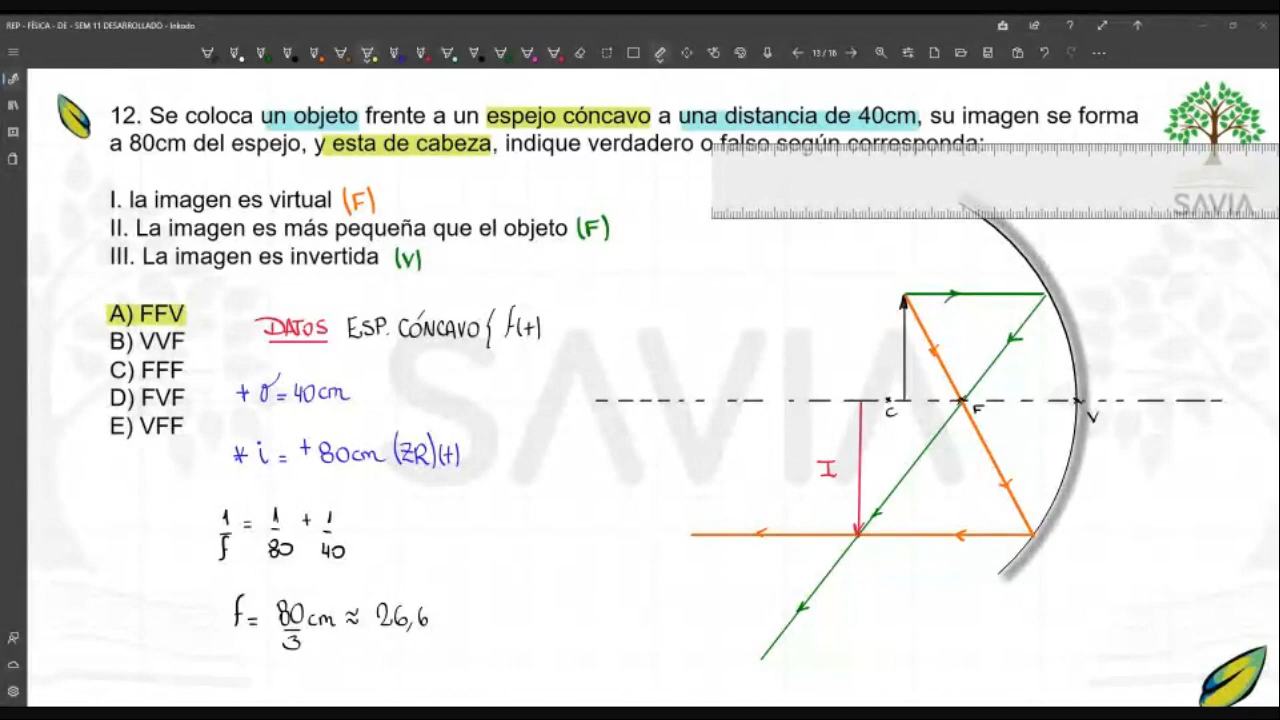 REP - FÍSICA - DE - SEM 11 DESARROLLADO - Inkodo
13/16
12. Se coloca un objeto frente a un espejo cóncavo a una distancia de 40cm, su imagen se forma
a 80cm del espejo, y esta de cabeza, indique verdadero o falso según corresponda:
I. la imagen es virtual (F)
II. La imagen es más pequeña que el objeto (F)
III. La imagen es invertida (V)
SAVIA
A) FFV
B) VVF
C) FFF
D) FVF
E) VFF
DATOS ESP. CÓNCAVO { f(+)
+ σ = 40cm
* i = +80cm (ZR)(+)
1/f = 1/80 + 1/40
f = 80/3 cm ≈ 26,6
C F V
I
SAVIA